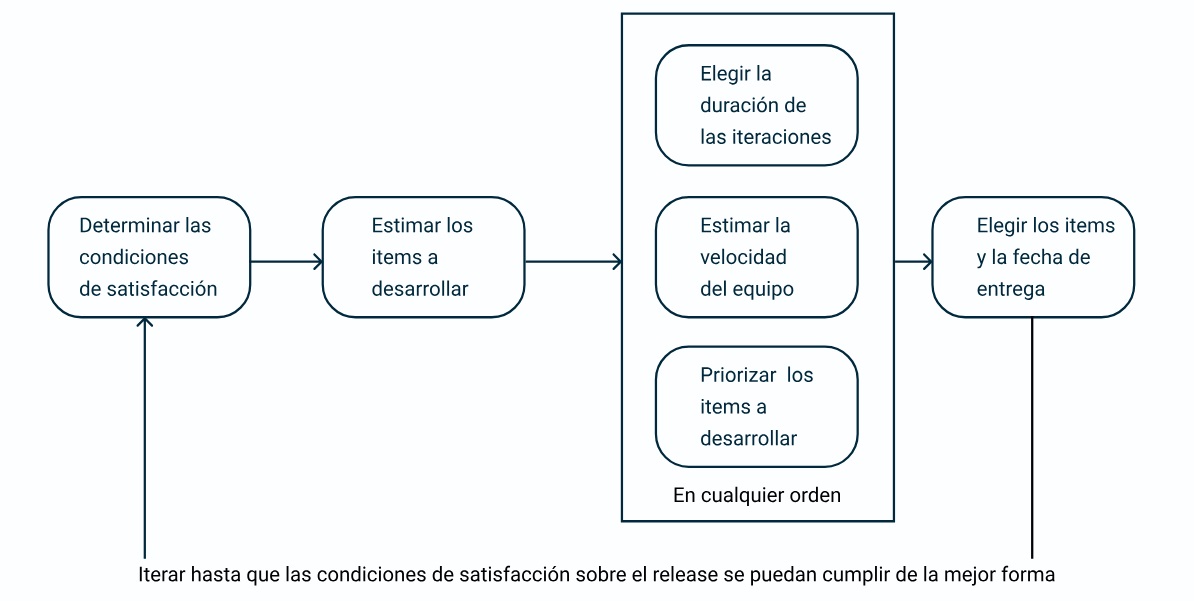 Determinar las
condiciones
de satisfacción
Estimar los
items a
desarrollar
Elegir la
duración de
las iteraciones
Estimar la
velocidad
del equipo
Priorizar los
items a
desarrollar
En cualquier orden
Elegir los items
y la fecha de
entrega
Iterar hasta que las condiciones de satisfacción sobre el release se puedan cumplir de la mejor forma